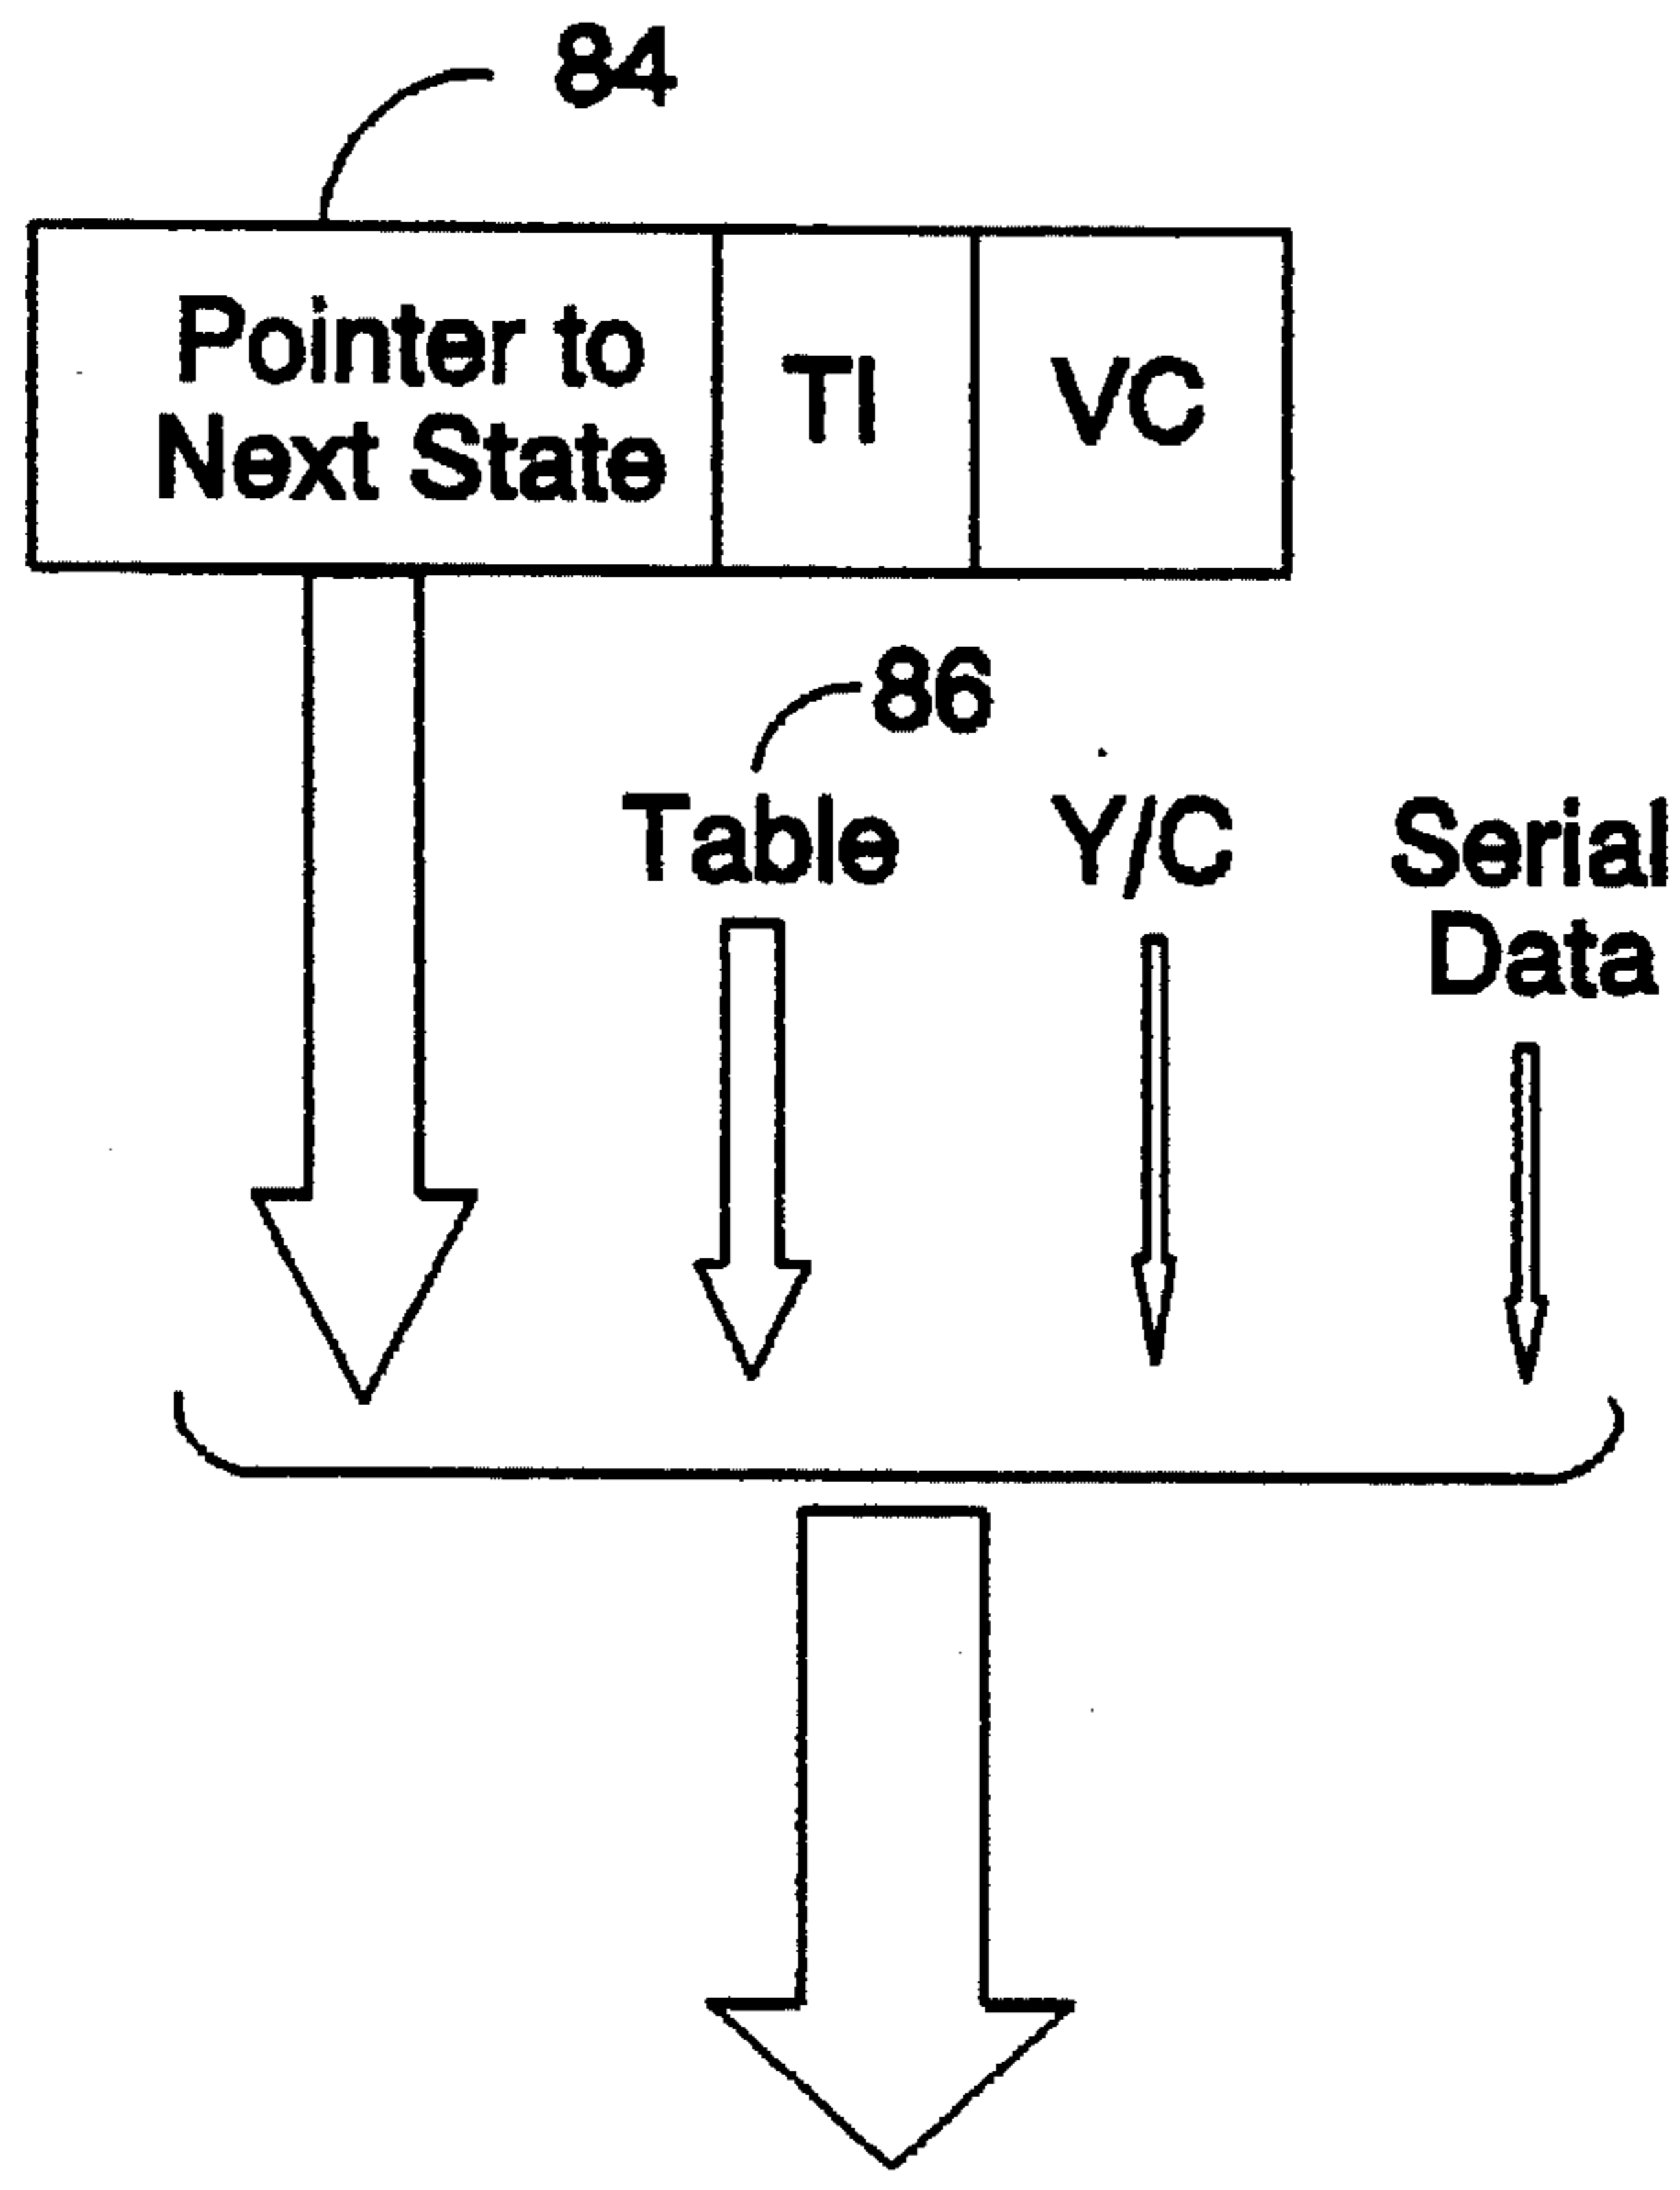 84
Pointer to
Next State
TI
VC
86
Table
Y/C
Serial
Data